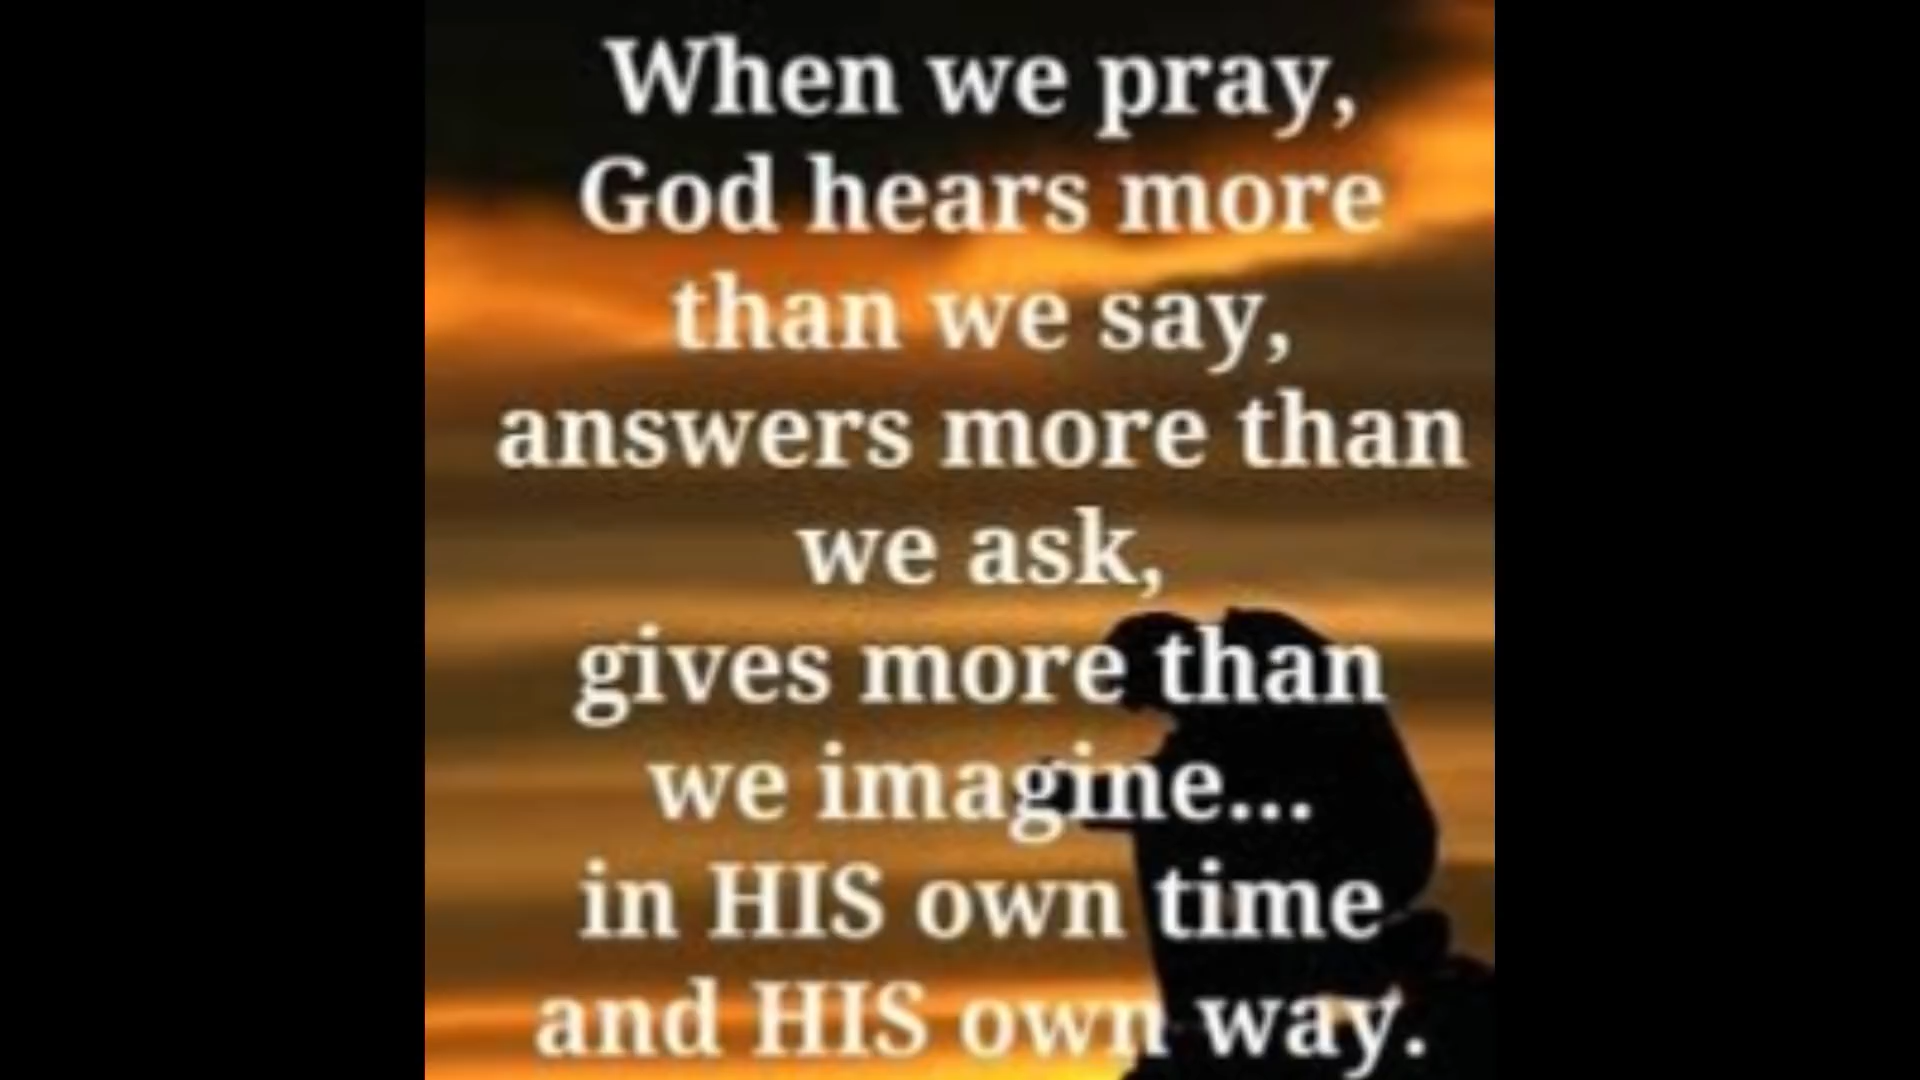 When we pray,
God hears more
than we say,
answers more than
we ask,
gives more than
we imagine...
in HIS own time
and HIS own way.